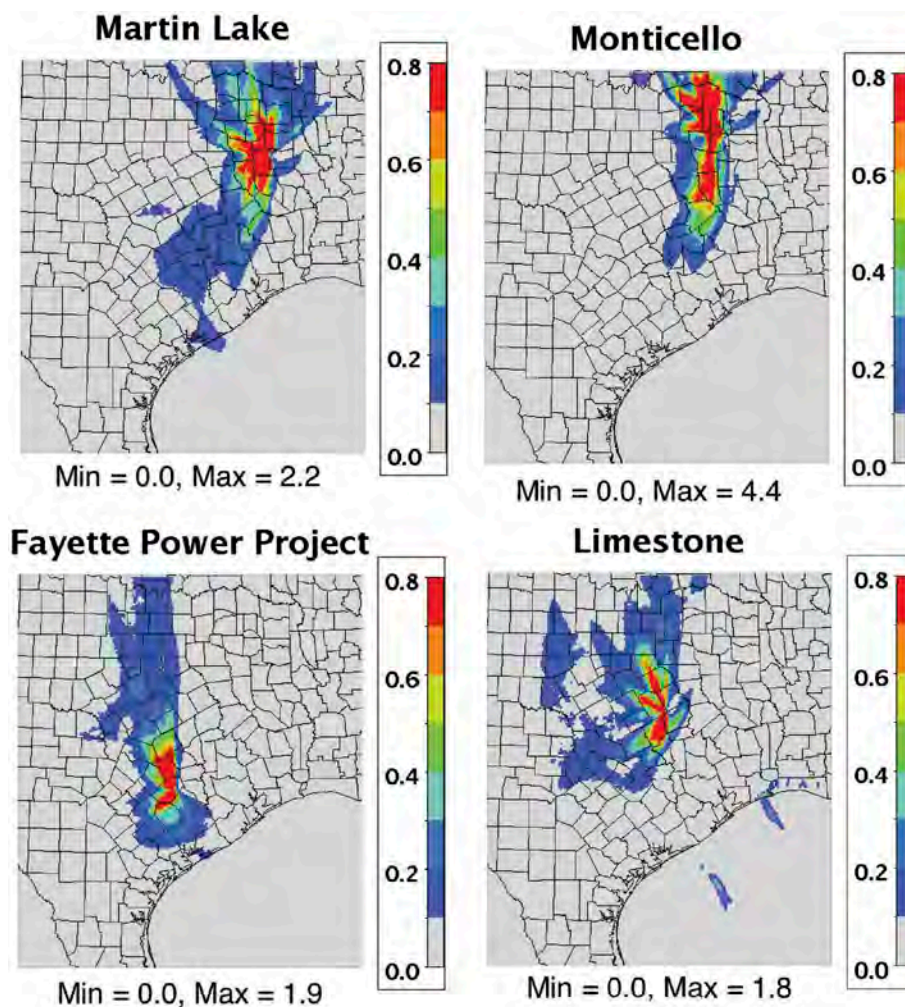 Martin Lake
0.8
0.6
0.4
0.2
0.0
Min = 0.0, Max = 2.2
Monticello
0.8
0.6
0.4
0.2
0.0
Min = 0.0, Max = 4.4
Fayette Power Project
0.8
0.6
0.4
0.2
0.0
Min = 0.0, Max = 1.9
Limestone
0.8
0.6
0.4
0.2
0.0
Min = 0.0, Max = 1.8